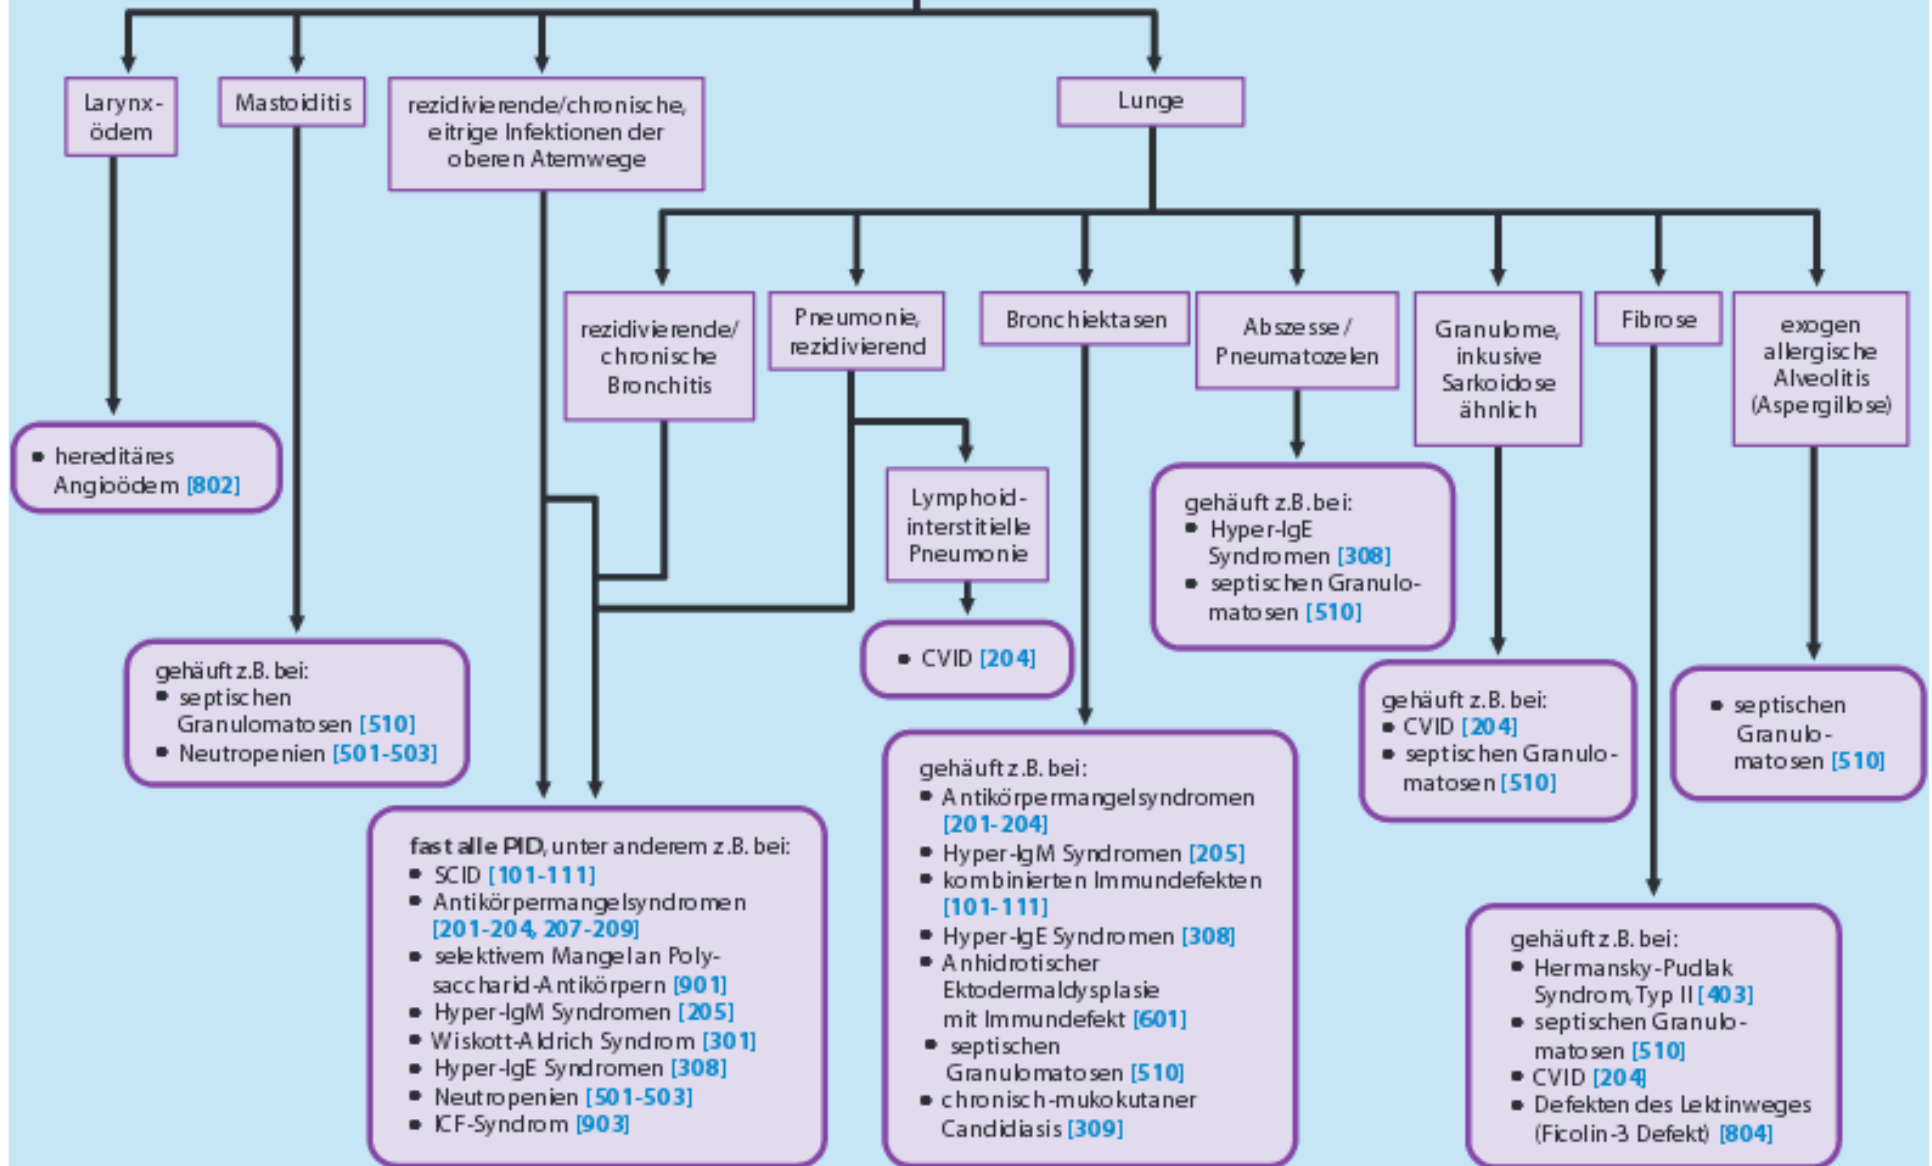 Larynx-
ödem
Mastoiditis
rezidivierende/chronische,
eitrige Infektionen der
oberen Atemwege
Lunge
rezidivierende/
chronische
Bronchitis
Pneumonie,
rezidivierend
Bronchiektasen
Abszesse/
Pneumatozelen
Granulome,
inkusive
Sarkoidose
ähnlich
Fibrose
exogen
allergische
Alveolitis
(Aspergillose)
• hereditäres
Angioödem [802]
Lymphoid-
interstitielle
Pneumonie
gehäuft z.B. bei:
• Hyper-IgE
Syndromen [308]
• septischen Granulo-
matosen [510]
• CVID [204]
gehäuft z.B. bei:
• septischen
Granulomatosen [510]
• Neutropenien [501-503]
gehäuft z.B. bei:
• CVID [204]
• septischen Granulo-
matosen [510]
• septischen
Granulo-
matosen [510]
fast alle PID, unter anderem z.B. bei:
• SCID [101-111]
• Antikörpermangelsyndromen
[201-204, 207-209]
• selektivem Mangel an Poly-
saccharid-Antikörpern [901]
• Hyper-IgM Syndromen [205]
• Wiskott-Aldrich Syndrom [301]
• Hyper-IgE Syndromen [308]
• Neutropenien [501-503]
• ICF-Syndrom [903]
gehäuft z.B. bei:
• Antikörpermangelsyndromen
[201-204]
• Hyper-IgM Syndromen [205]
• kombinierten Immundefekten
[101-111]
• Hyper-IgE Syndromen [308]
• Anhidrotischer
Ektodermaldysplasie
mit Immundefekt [601]
• septischen
Granulomatosen [510]
• chronisch-mukokutaner
Candidiasis [309]
gehäuft z.B. bei:
• Hermansky-Pudlak
Syndrom, Typ II [403]
• septischen Granulo-
matosen [510]
• CVID [204]
• Defekten des Lektinweges
(Ficolin-3 Defekt) [804]